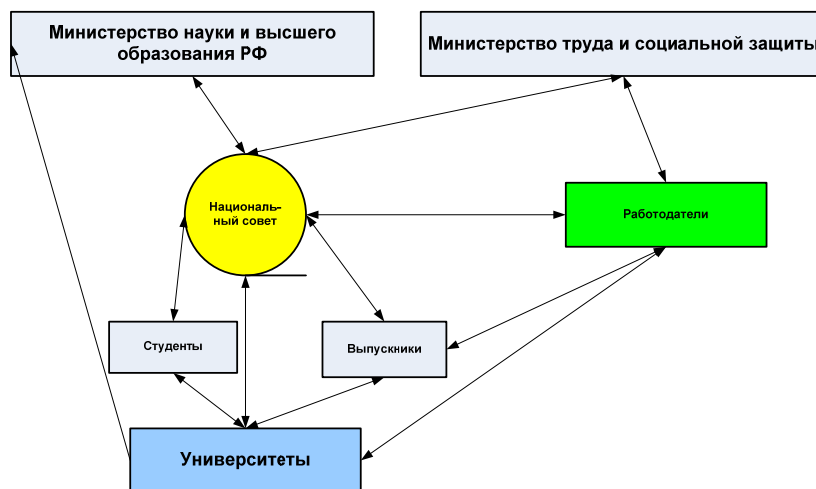 Министерство науки и высшего
образования РФ
Министерство труда и социальной защиты
Националь-
ный совет
Работодатели
Студенты
Выпускники
Университеты